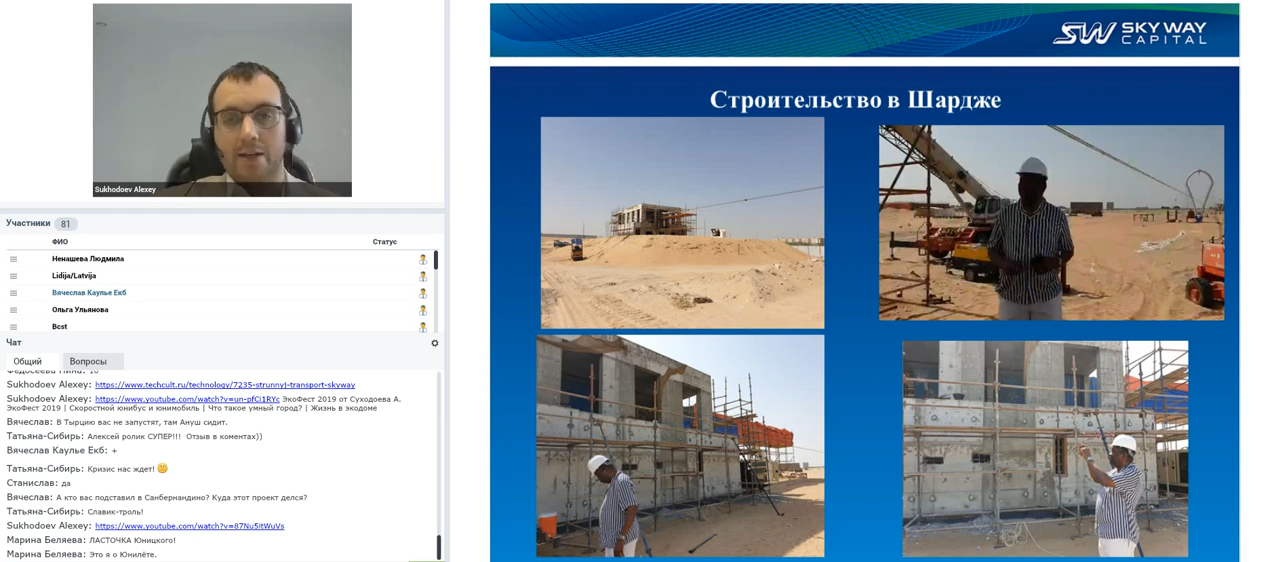 Sukhodoev Alexey
Участники 81
ФИО Статус
Ненашева Людмила
Lidija/Latvija
Вячеслав Каулье Екб
Ольга Ульянова
Bcst
Чат
Общий Вопросы
Sukhodoev Alexey: https://www.techcult.ru/technology/7235-strunnyj-transport-skyway
Sukhodoev Alexey: https://www.youtube.com/watch?v=un-pfCi1RYc ЭкоФест 2019 от Суходоева А.
ЭкоФест 2019 | Скоростной юнибус и юнимобиль | Что такое умный город? | Жизнь в экодоме
Вячеслав: В Тырцию вас не запустят, там Ануш сидит.
Татьяна-Сибирь: Алексей ролик СУПЕР!!! Отзыв в коментах))
Вячеслав Каулье Екб: +
Татьяна-Сибирь: Кризис нас ждет!
Станислав: да
Вячеслав: А кто вас подставил в Санбернандино? Куда этот проект делся?
Татьяна-Сибирь: Славик-троль!
Sukhodoev Alexey: https://www.youtube.com/watch?v=87Nu5itWuVs
Марина Беляева: ЛАСТОЧКА Юницкого!
Марина Беляева: Это я о Юнилёте.
SW SKY WAY
CAPITAL
Строительство в Шардже